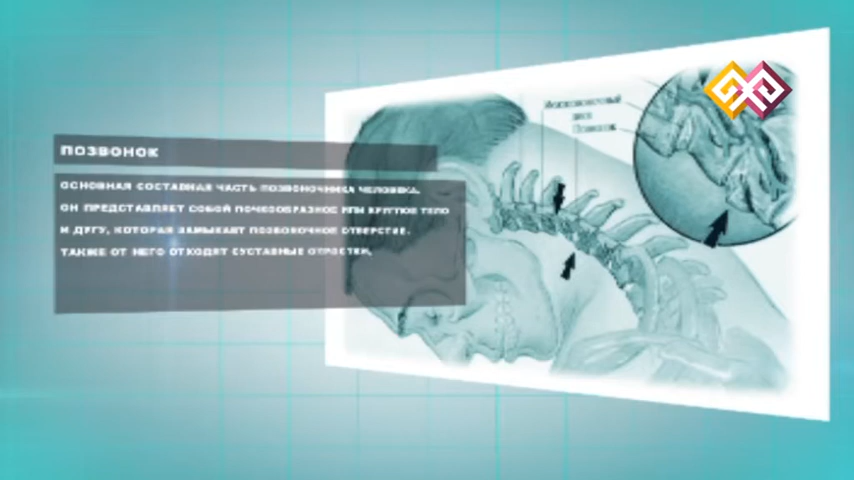 ПОЗВОНОК
ОСНОВНАЯ СОСТАВНАЯ ЧАСТЬ ПОЗВОНОЧНИКА ЧЕЛОВЕКА.
ОН ПРЕДСТАВЛЯЕТ СОБОЙ ПОЧКООБРАЗНОЕ ИЛИ КРУГЛОЕ ТЕЛО
И ДУГУ, КОТОРАЯ ЗАМЫКАЕТ ПОЗВОНОЧНОЕ ОТВЕРСТИЕ.
ТАКЖЕ ОТ НЕГО ОТХОДЯТ СУСТАВНЫЕ ОТРОСТКИ.
Межпозвоночный
диск
Позвонок